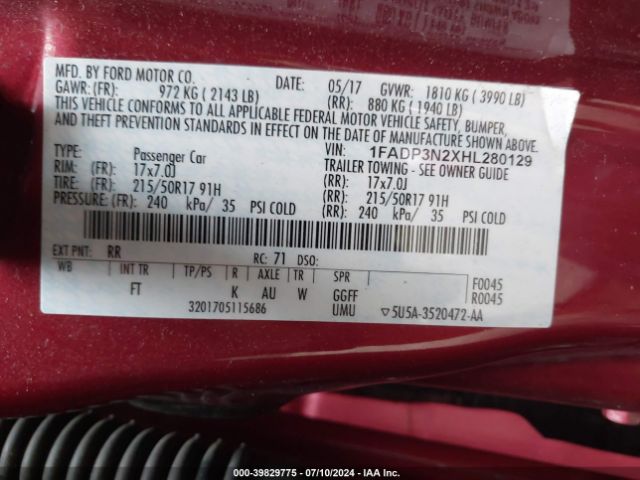 MFD. BY FORD MOTOR CO. DATE: 05/17 GVWR: 1810 KG ( 3990 LB)
GAWR: (FR): 972 KG ( 2143 LB) (RR): 880 KG ( 1940 LB)
THIS VEHICLE CONFORMS TO ALL APPLICABLE FEDERAL MOTOR VEHICLE SAFETY, BUMPER,
AND THEFT PREVENTION STANDARDS IN EFFECT ON THE DATE OF MANUFACTURE SHOWN ABOVE.
VIN: 1FADP3N2XHL280129
TYPE: Passenger Car TRAILER TOWING - SEE OWNER GUIDE
RIM: (FR): 17x7.0J (RR): 17x7.0J
TIRE: (FR): 215/50R17 91H (RR): 215/50R17 91H
PRESSURE: (FR): 240 kPa/ 35 PSI COLD (RR): 240 kPa/ 35 PSI COLD
EXT PNT: RR RC: 71 DSO:
WB INT TR TP/PS R AXLE TR SPR F0045
FT K AU W GGFF R0045
3201705115686 UMU ▽5U5A-3520472-AA
000-39829775 - 07/10/2024 - IAA Inc.